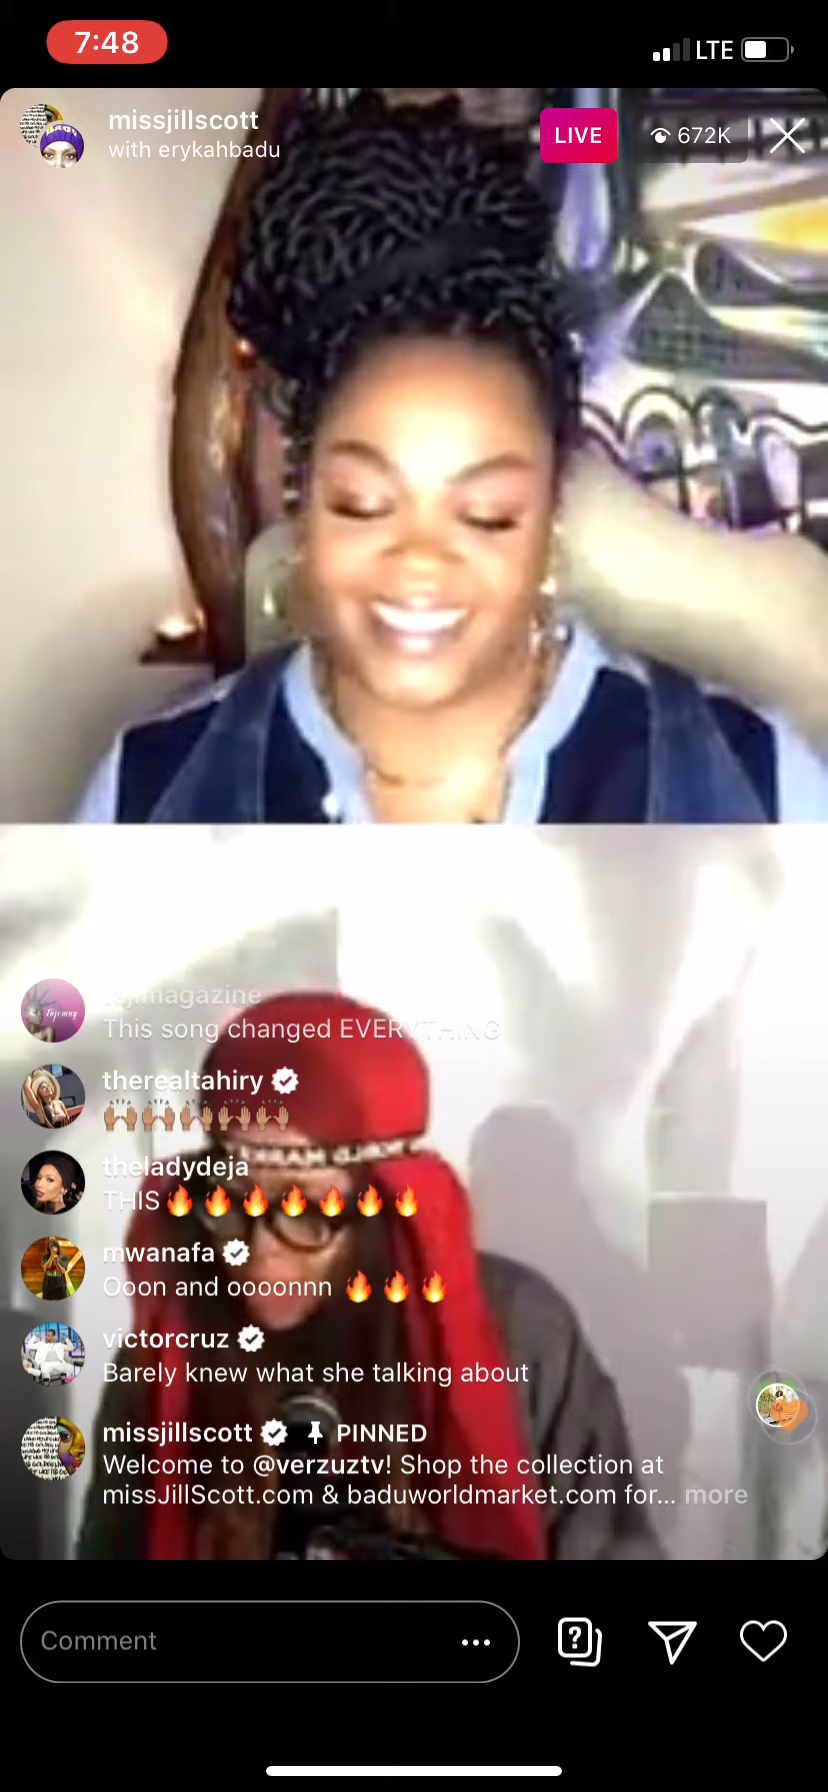 7:48
LTE
missjillscott
with erykahbadu
LIVE
672K
magazine
This song changed EVERYTHING
therealtahiry
🙌🏽🙌🏽🙌🏽🙌🏽🙌🏽
theladydeja
THIS🔥🔥🔥🔥🔥🔥🔥
mwanafa
Ooon and oooonnn 🔥🔥🔥
victorcruz
Barely knew what she talking about
missjillscott PINNED
Welcome to @verzuztv! Shop the collection at
missJillScott.com & baduworldmarket.com for... more
Comment